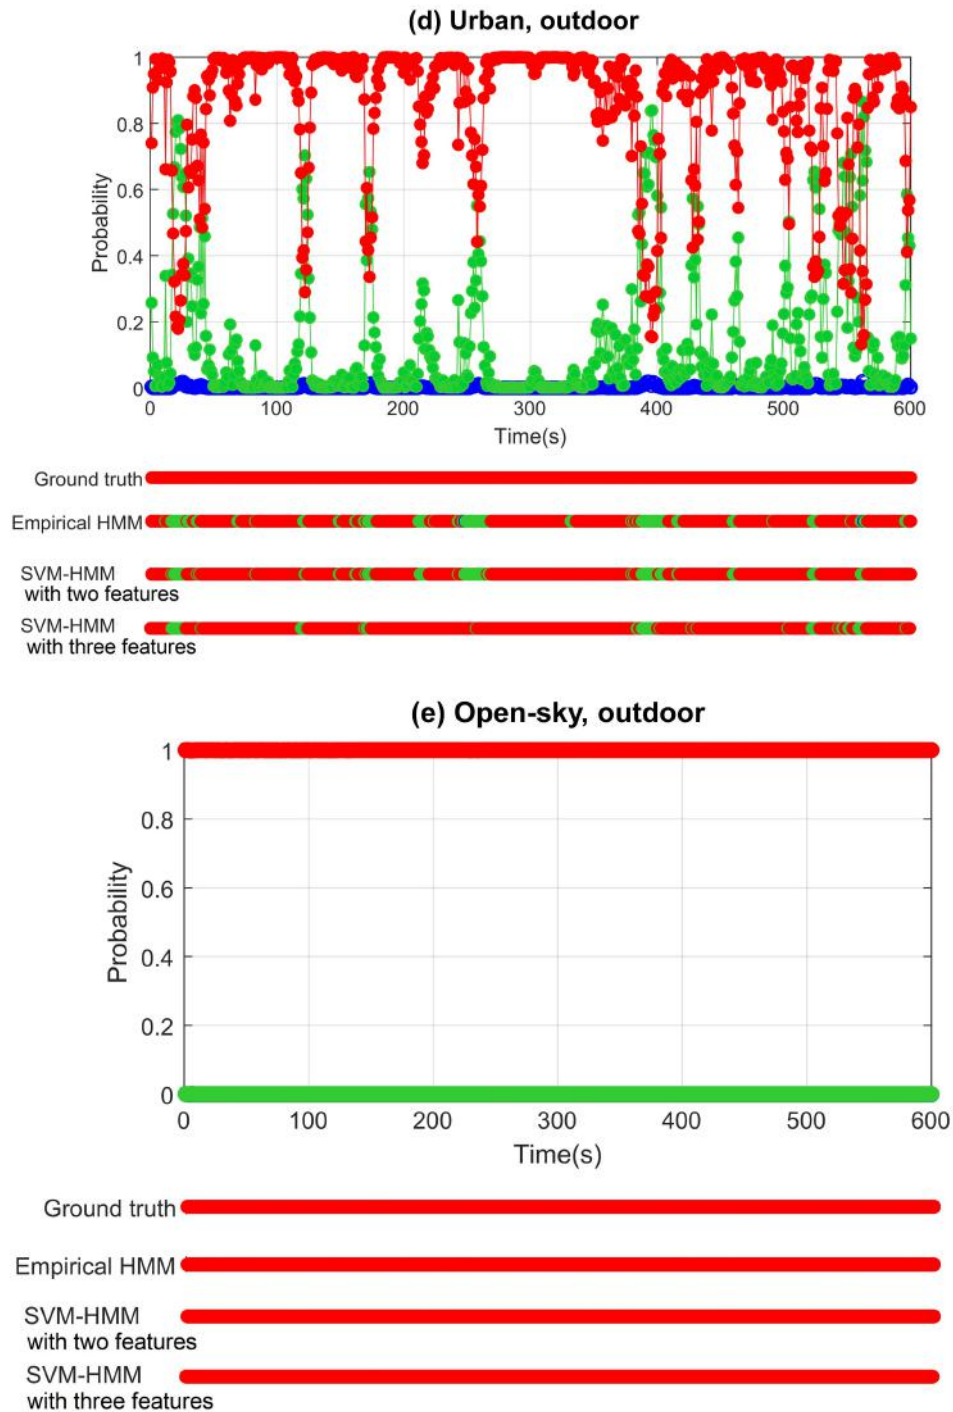 (d) Urban, outdoor
1
0.8
0.6
0.4
0.2
0
Probability
0 100 200 300 400 500 600
Time(s)
Ground truth
Empirical HMM
SVM-HMM
with two features
SVM-HMM
with three features
(e) Open-sky, outdoor
1
0.8
0.6
0.4
0.2
0
Probability
0 100 200 300 400 500 600
Time(s)
Ground truth
Empirical HMM
SVM-HMM
with two features
SVM-HMM
with three features